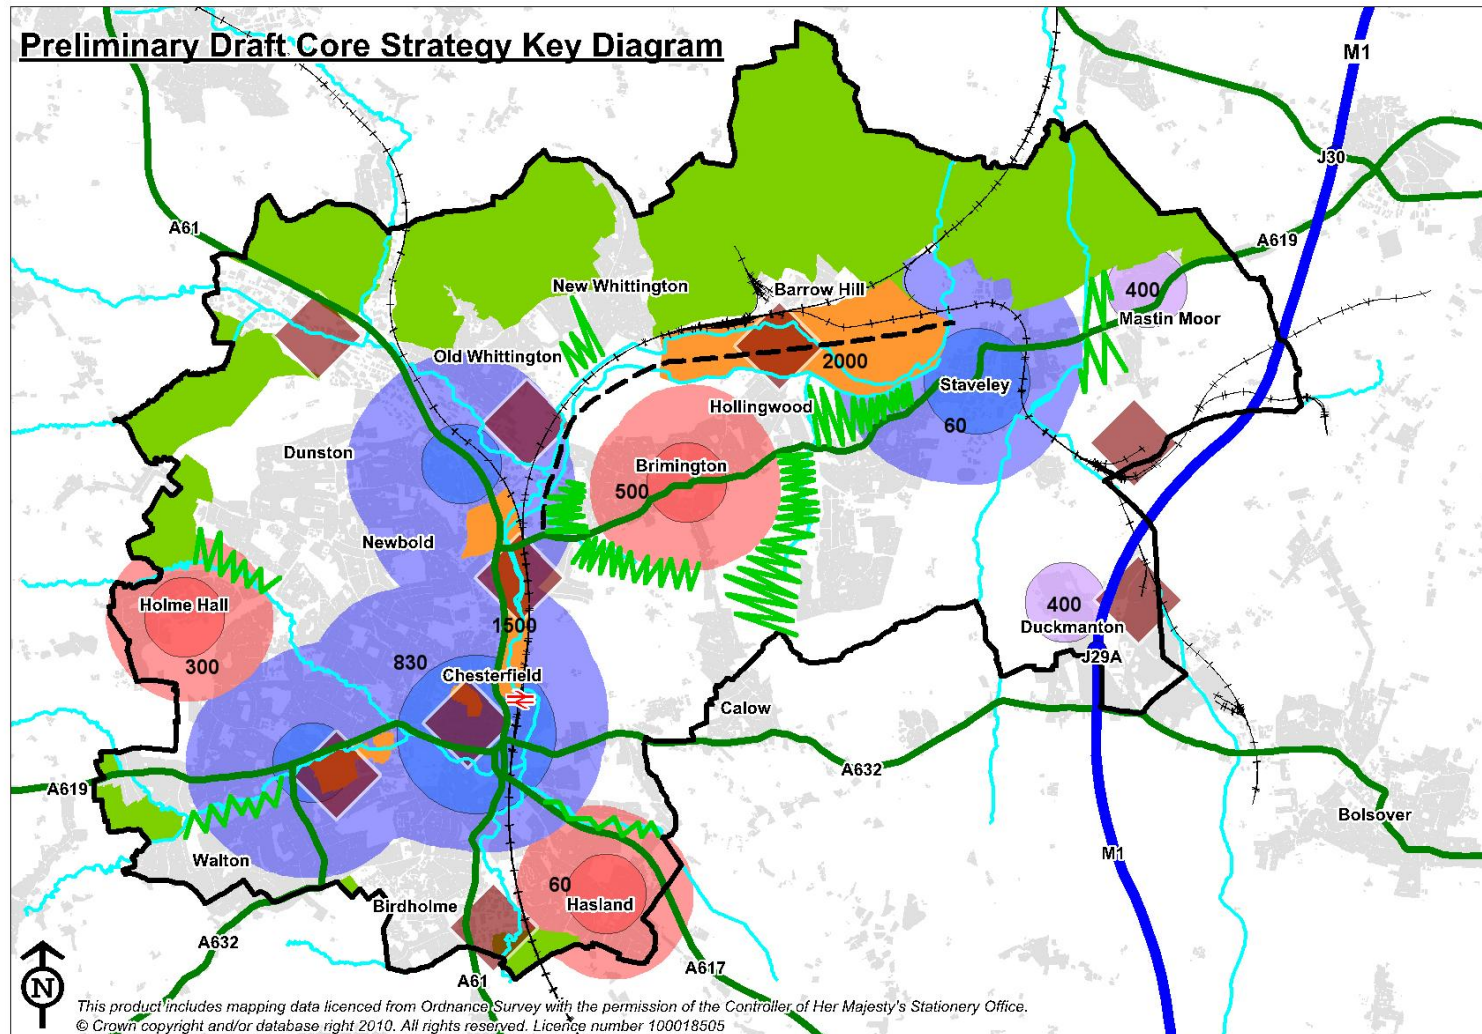 Preliminary Draft Core Strategy Key Diagram
M1
J30
A61
A619
New Whittington
Barrow Hill
400
Mastin Moor
Old Whittington
2000
Staveley
Hollingwood
60
Dunston
Brimington
500
Newbold
Holme Hall
400
1500
Duckmanton
300
830
J29A
Chesterfield
Calow
A619
A632
Bolsover
Walton
M1
60
Birdholme
Hasland
A632
A61
A617
N
This product includes mapping data licenced from Ordnance Survey with the permission of the Controller of Her Majesty's Stationery Office.
© Crown copyright and/or database right 2010. All rights reserved. Licence number 100018505